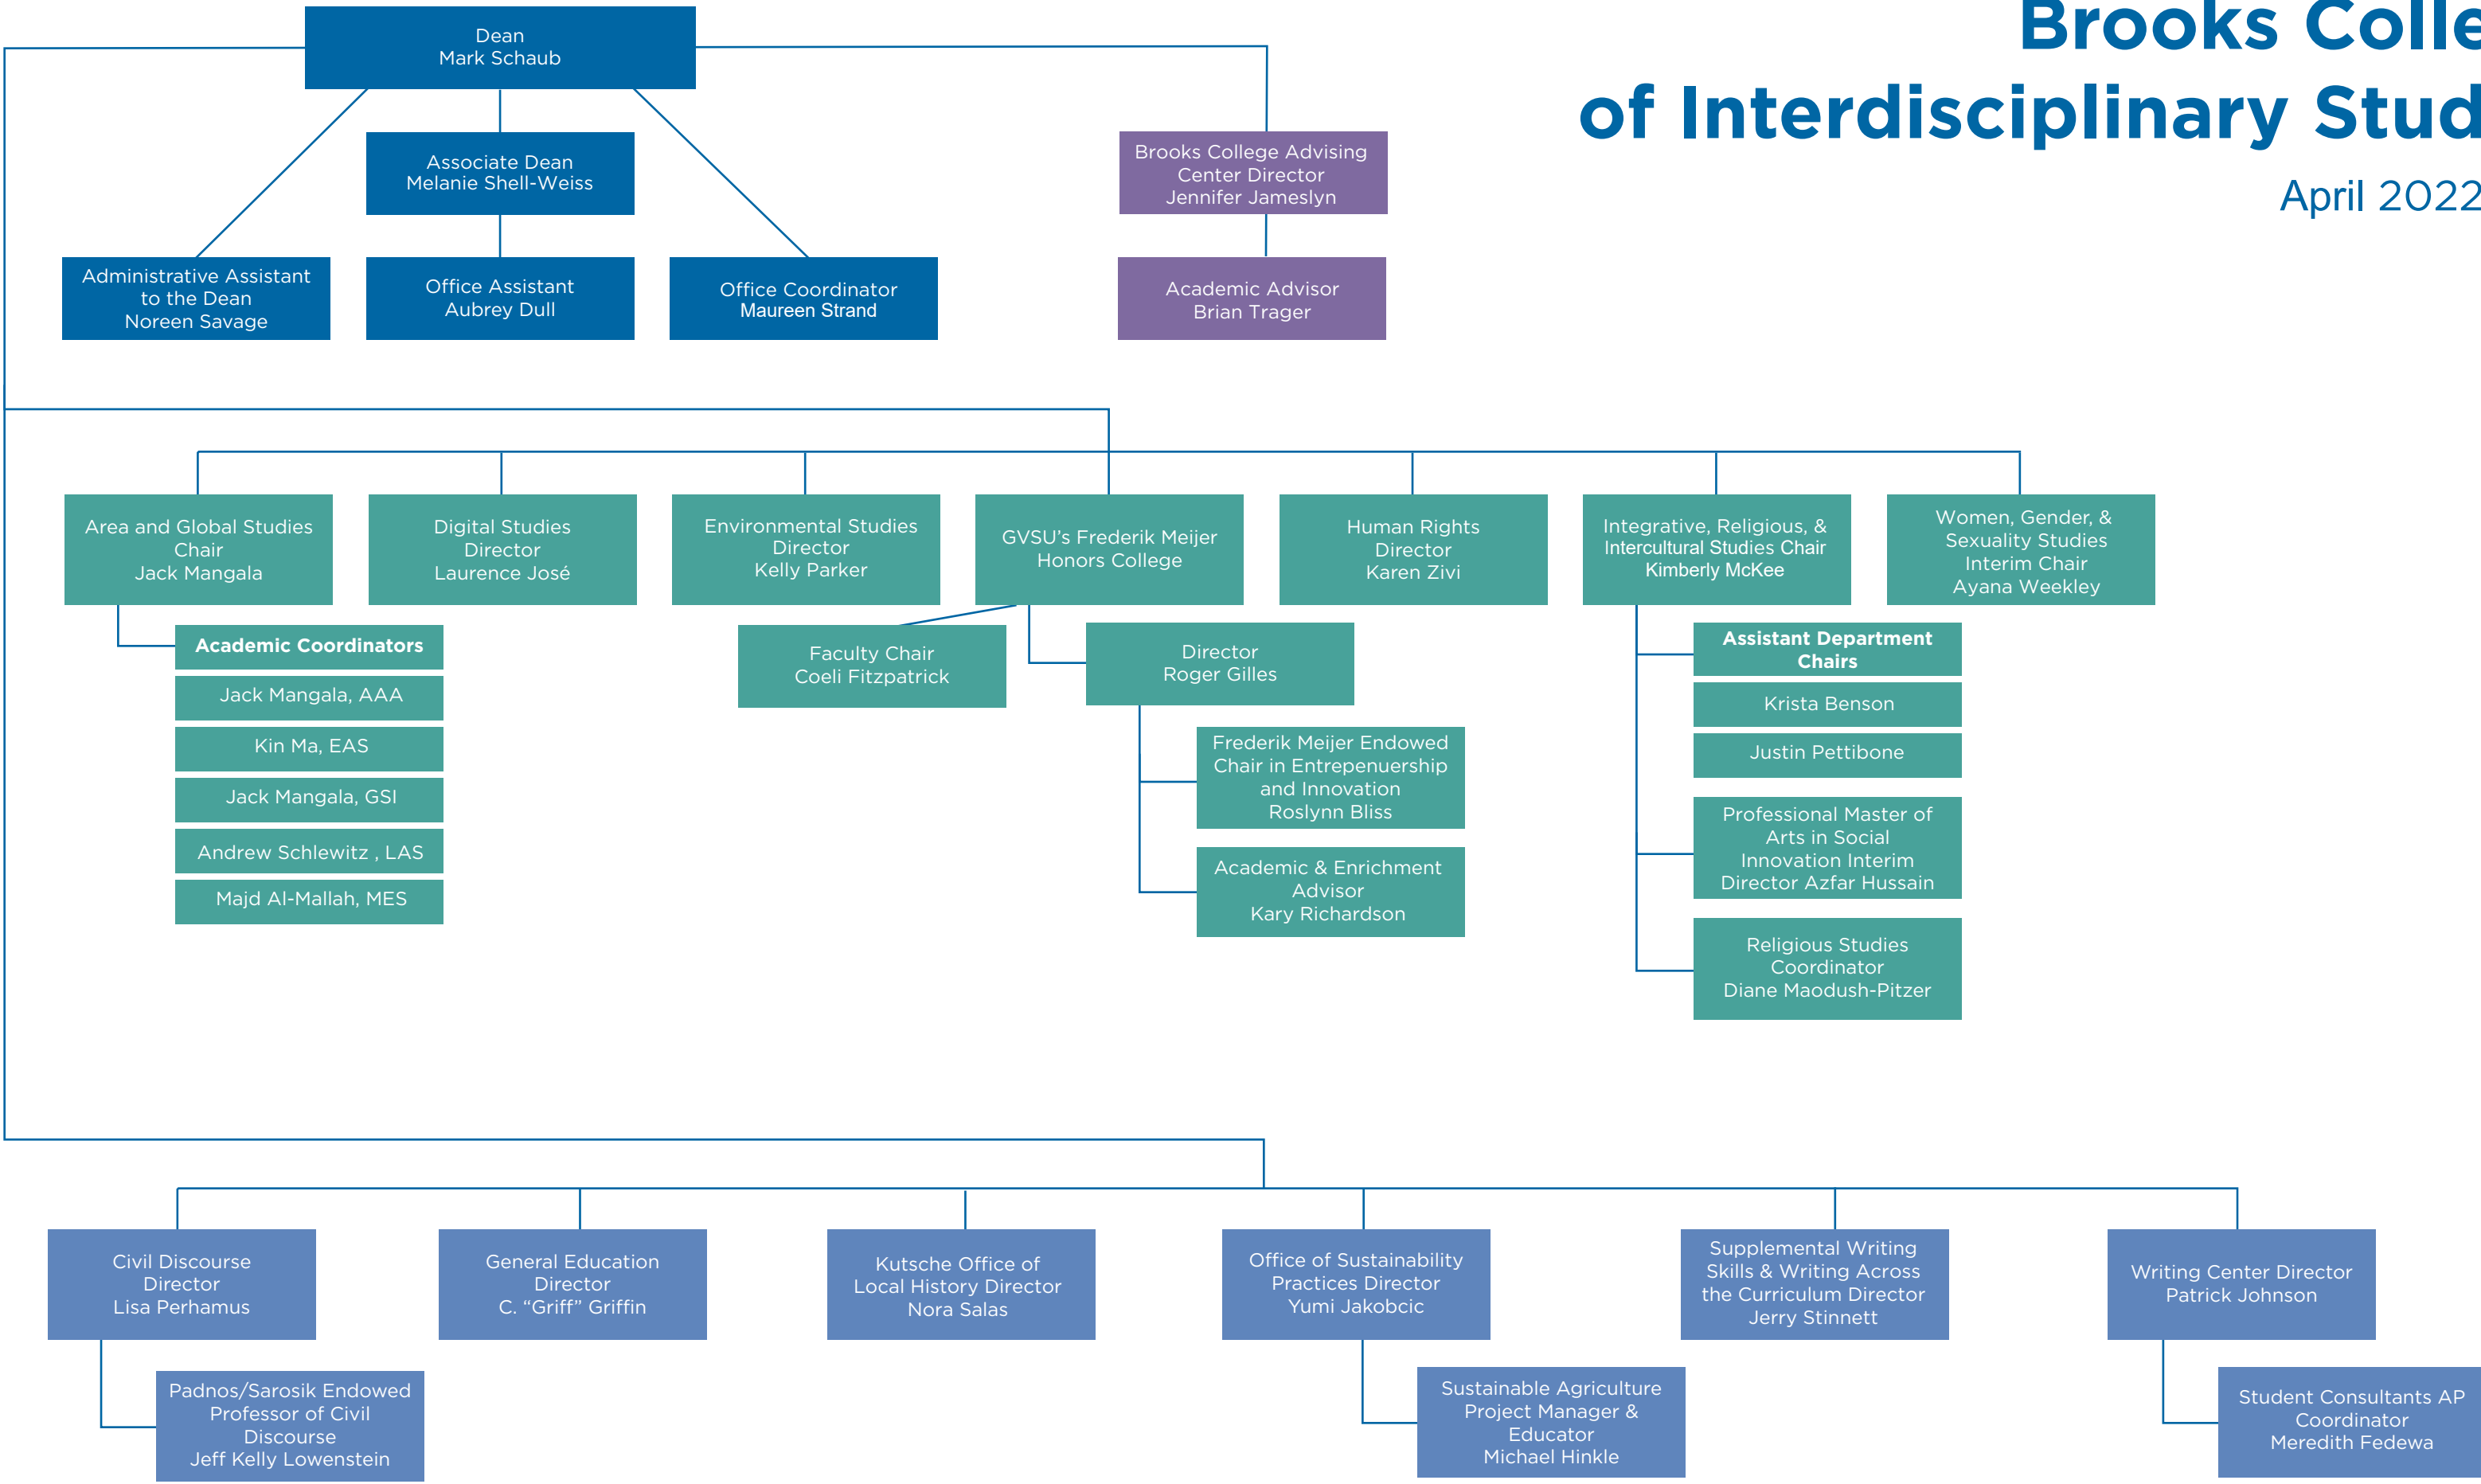 Brooks Colle
of Interdisciplinary Stud
April 2022
Dean
Mark Schaub
Associate Dean
Melanie Shell-Weiss
Brooks College Advising
Center Director
Jennifer Jameslyn
Administrative Assistant
to the Dean
Noreen Savage
Office Assistant
Aubrey Dull
Office Coordinator
Maureen Strand
Academic Advisor
Brian Trager
Area and Global Studies
Chair
Jack Mangala
Digital Studies
Director
Laurence José
Environmental Studies
Director
Kelly Parker
GVSU's Frederik Meijer
Honors College
Human Rights
Director
Karen Zivi
Integrative, Religious, &
Intercultural Studies Chair
Kimberly McKee
Women, Gender, &
Sexuality Studies
Interim Chair
Ayana Weekley
Academic Coordinators
Jack Mangala, AAA
Kin Ma, EAS
Jack Mangala, GSI
Andrew Schlewitz , LAS
Majd Al-Mallah, MES
Faculty Chair
Coeli Fitzpatrick
Director
Roger Gilles
Frederik Meijer Endowed
Chair in Entrepenuership
and Innovation
Roslynn Bliss
Academic & Enrichment
Advisor
Kary Richardson
Assistant Department
Chairs
Krista Benson
Justin Pettibone
Professional Master of
Arts in Social
Innovation Interim
Director Azfar Hussain
Religious Studies
Coordinator
Diane Maodush-Pitzer
Civil Discourse
Director
Lisa Perhamus
General Education
Director
C. “Griff” Griffin
Kutsche Office of
Local History Director
Nora Salas
Office of Sustainability
Practices Director
Yumi Jakobcic
Supplemental Writing
Skills & Writing Across
the Curriculum Director
Jerry Stinnett
Writing Center Director
Patrick Johnson
Padnos/Sarosik Endowed
Professor of Civil
Discourse
Jeff Kelly Lowenstein
Sustainable Agriculture
Project Manager &
Educator
Michael Hinkle
Student Consultants AP
Coordinator
Meredith Fedewa